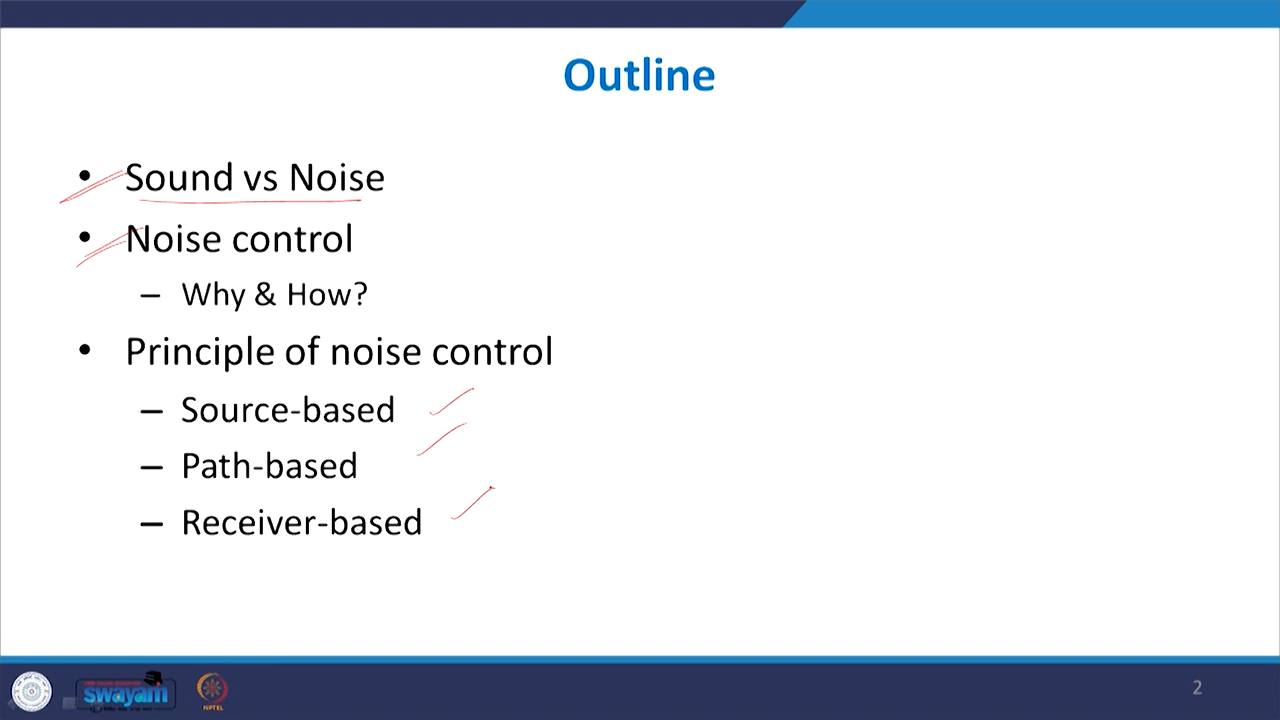 Outline
• Sound vs Noise
• Noise control
– Why & How?
• Principle of noise control
– Source-based
– Path-based
– Receiver-based
swayam
NPTEL
2